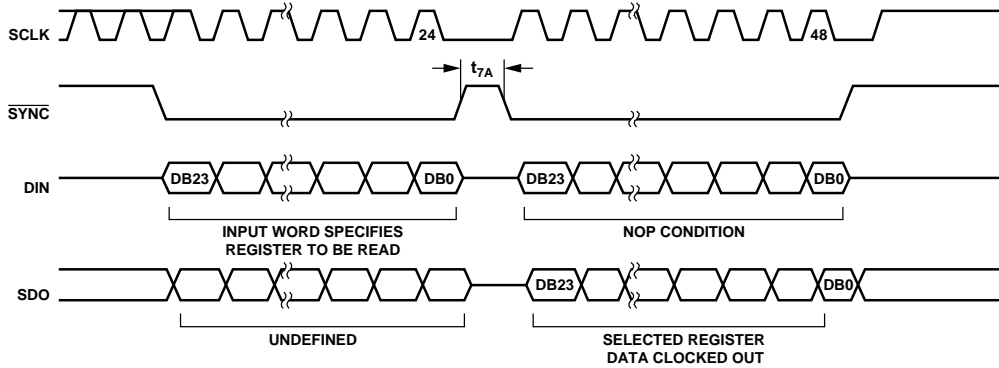 SCLK
24
48
t7A
SYNC
DIN
DB23
DB0
DB23
DB0
INPUT WORD SPECIFIES
REGISTER TO BE READ
NOP CONDITION
SDO
DB23
DB0
UNDEFINED
SELECTED REGISTER
DATA CLOCKED OUT